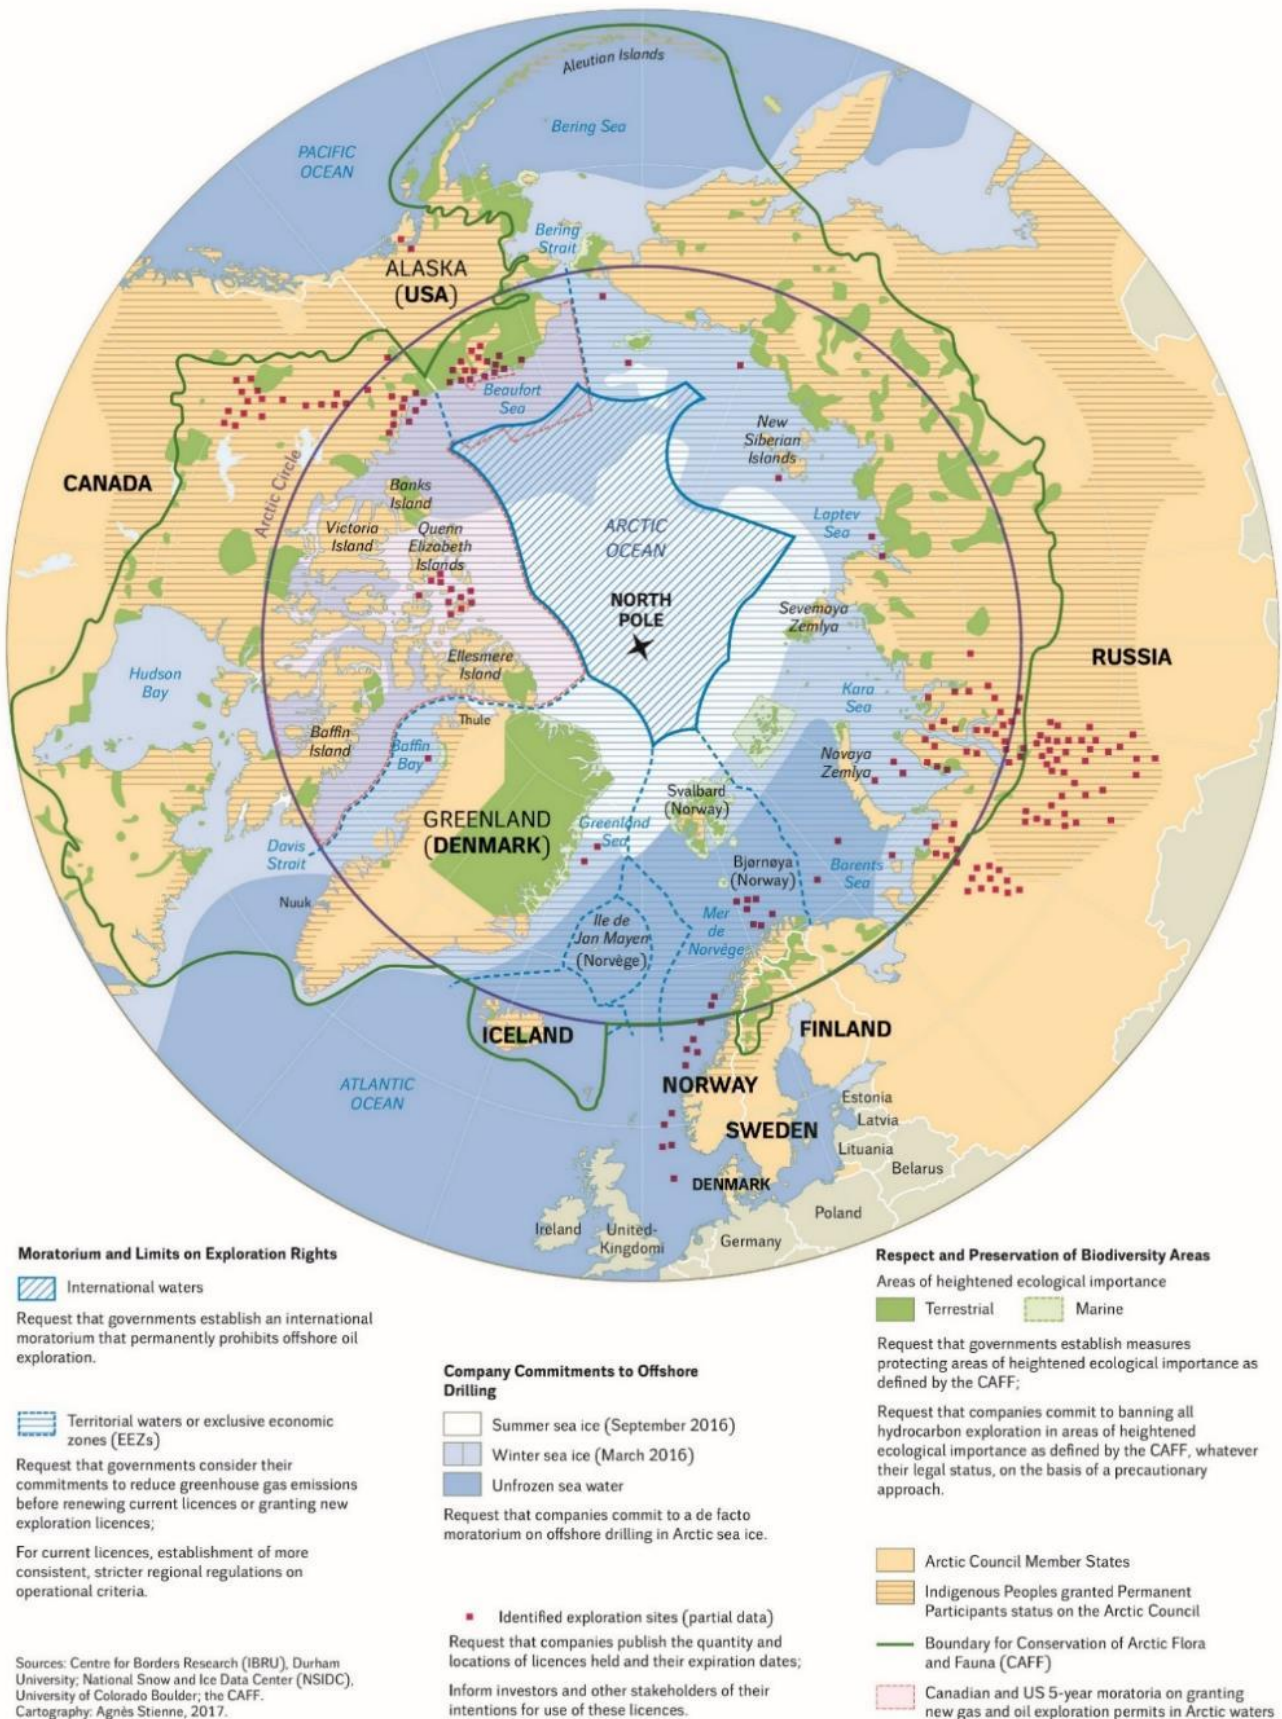 Aleutian Islands
Bering Sea
PACIFIC
OCEAN
Bering
Strait
ALASKA
(USA)
Beaufort
Sea
New
Siberian
Islands
CANADA
Arctic Circle
Banks
Island
Victoria
Island
Quenn
Elizabeth
Islands
ARCTIC
OCEAN
Laptev
Sea
NORTH
POLE
Sevemaya
Zemlya
Ellesmere
Island
RUSSIA
Hudson
Bay
Kara
Sea
Thule
Baffin
Island
Baffin
Bay
Novaya
Zemlya
Svalbard
(Norway)
GREENLAND
(DENMARK)
Greenland
Sea
Davis
Strait
Bjørnøya
(Norway)
Barents
Sea
Nuuk
Ile de
Jan Mayen
(Norvège)
Mer
de
Norvège
ICELAND
FINLAND
ATLANTIC
OCEAN
NORWAY
Estonia
Latvia
SWEDEN
Lituania
Belarus
DENMARK
Poland
Ireland
United-
Kingdomi
Germany
Moratorium and Limits on Exploration Rights
International waters
Request that governments establish an international
moratorium that permanently prohibits offshore oil
exploration.
Territorial waters or exclusive economic
zones (EEZs)
Request that governments consider their
commitments to reduce greenhouse gas emissions
before renewing current licences or granting new
exploration licences;
For current licences, establishment of more
consistent, stricter regional regulations on
operational criteria.
Sources: Centre for Borders Research (IBRU), Durham
University; National Snow and Ice Data Center (NSIDC),
University of Colorado Boulder; the CAFF.
Cartography: Agnès Stienne, 2017.
Company Commitments to Offshore
Drilling
Summer sea ice (September 2016)
Winter sea ice (March 2016)
Unfrozen sea water
Request that companies commit to a de facto
moratorium on offshore drilling in Arctic sea ice.
Identified exploration sites (partial data)
Request that companies publish the quantity and
locations of licences held and their expiration dates;
Inform investors and other stakeholders of their
intentions for use of these licences.
Respect and Preservation of Biodiversity Areas
Areas of heightened ecological importance
Terrestrial
Marine
Request that governments establish measures
protecting areas of heightened ecological importance as
defined by the CAFF;
Request that companies commit to banning all
hydrocarbon exploration in areas of heightened
ecological importance as defined by the CAFF, whatever
their legal status, on the basis of a precautionary
approach.
Arctic Council Member States
Indigenous Peoples granted Permanent
Participants status on the Arctic Council
Boundary for Conservation of Arctic Flora
and Fauna (CAFF)
Canadian and US 5-year moratoria on granting
new gas and oil exploration permits in Arctic waters